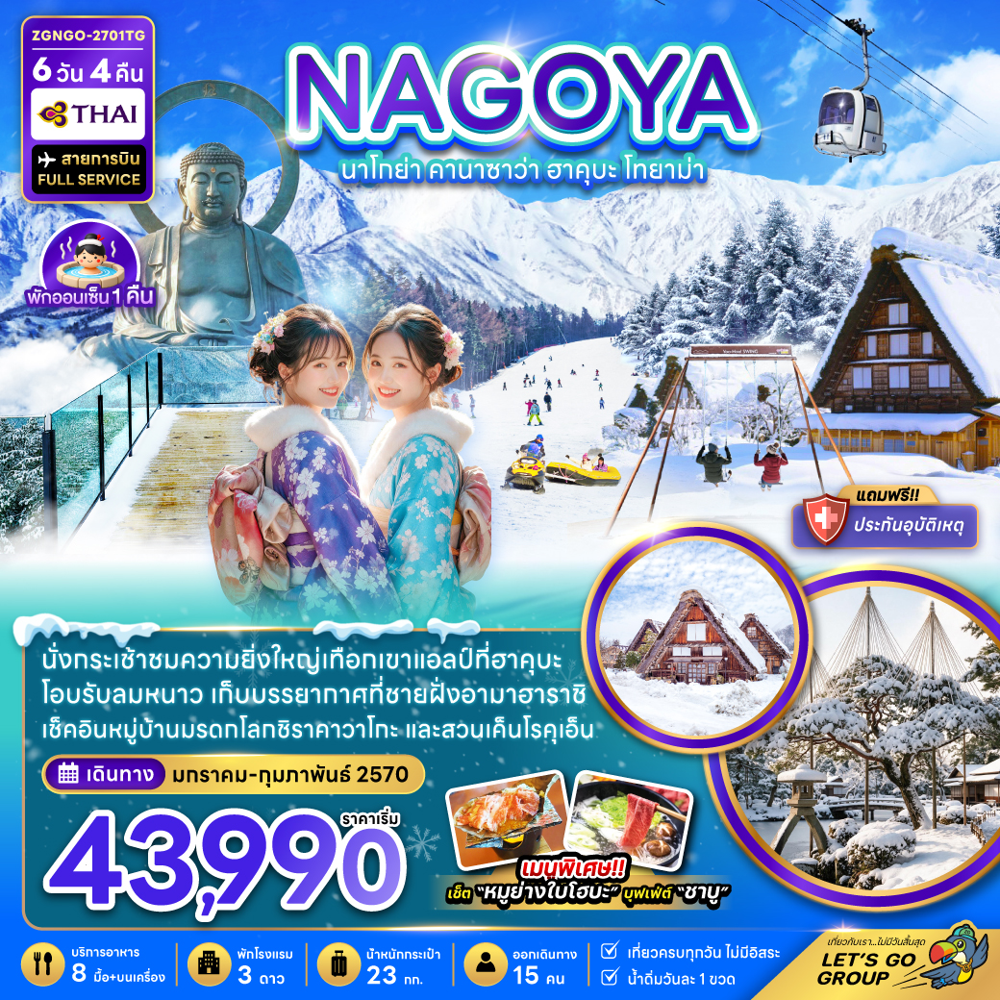 ZGNGO-2701TG
6 วัน 4 คืน
THAI
สายการบิน
FULL SERVICE
NAGOYA
นาโกย่า คานาซาว่า ฮาคุบะ โทยาม่า
พักออนเซ็น 1 คืน
แถมฟรี!!
ประกันอุบัติเหตุ
นั่งกระเช้าชมความยิ่งใหญ่เทือกเขาแอลป์ที่ฮาคุบะ
โอบรับลมหนาว เก็บบรรยากาศที่ชายฝั่งอามาฮาราชิ
เช็คอินหมู่บ้านมรดกโลกชิราคาวาโกะ และสวนเค็นโรคุเอ็น
เดินทาง มกราคม-กุมภาพันธ์ 2570
ราคาเริ่ม
43,990
เมนูพิเศษ!!
เซ็ต "หมูย่างใบโฮบะ" บุฟเฟ่ต์ "ชาบู"
บริการอาหาร
8 มื้อ+บนเครื่อง
พักโรงแรม
3 ดาว
น้ำหนักกระเป๋า
23 กก.
ออกเดินทาง
15 คน
เที่ยวครบทุกวัน ไม่มีอิสระ
น้ำดื่มวันละ 1 ขวด
เที่ยวกับเรา...ไม่มีวันสิ้นสุด
LET'S GO
GROUP